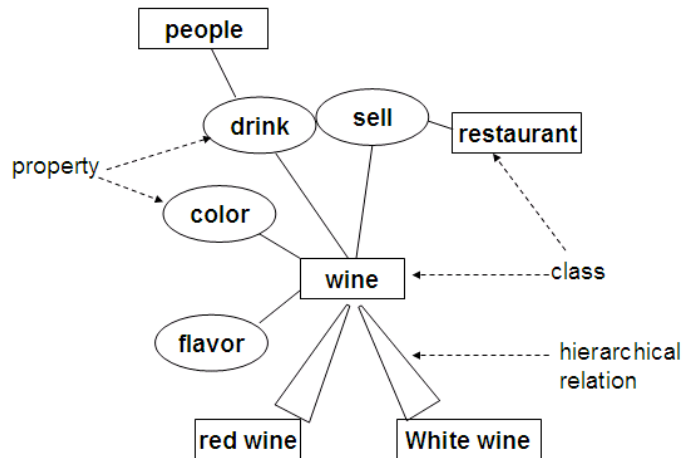 people
drink
sell
restaurant
property
color
wine
class
flavor
hierarchical
relation
red wine
White wine